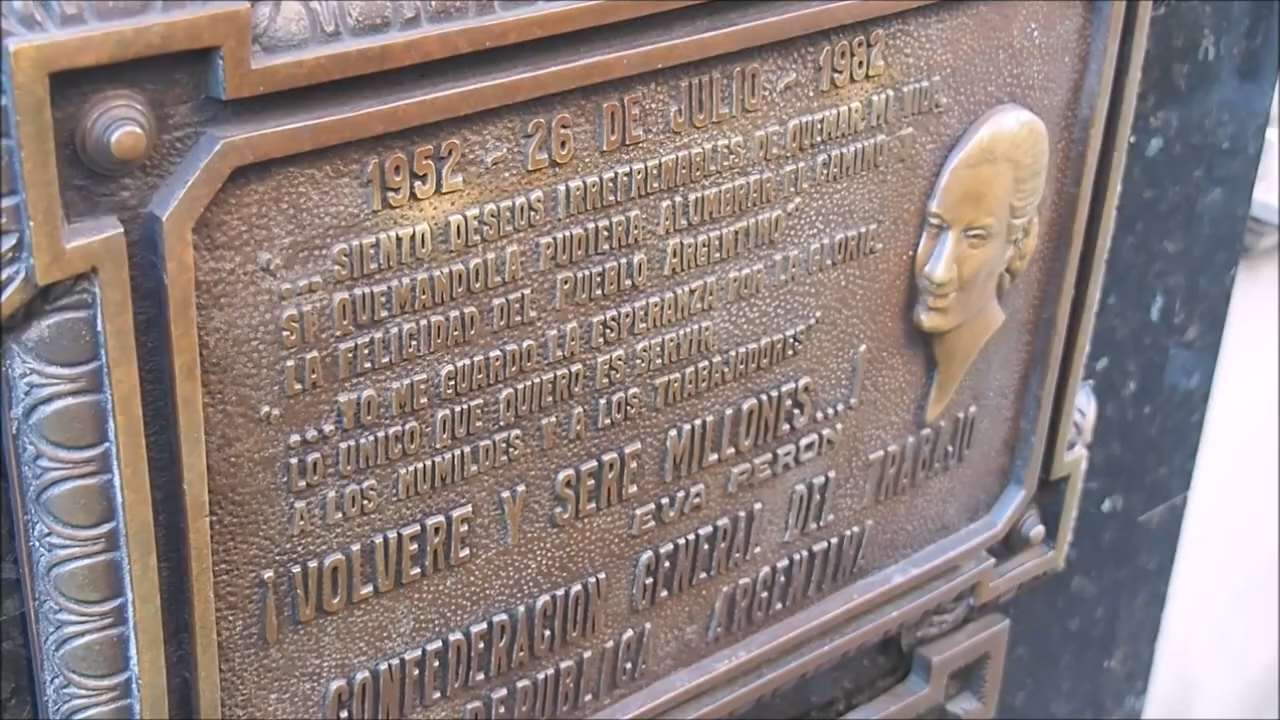 1952 - 26 DE JULIO - 1982
"...SIENTO DESEOS IRREFRENABLES DE QUEMAR MI VIDA
SI QUEMANDOLA PUDIERA ALUMBRAR EL CAMINO Y
LA FELICIDAD DEL PUEBLO ARGENTINO"
"...YO ME GUARDO LA ESPERANZA POR LA GLORIA
LO UNICO QUE QUIERO ES SERVIR
A LOS HUMILDES Y A LOS TRABAJADORES"
¡VOLVERE Y SERE MILLONES...!
EVA PERON
CONFEDERACION GENERAL DEL TRABAJO
REPUBLICA ARGENTINA